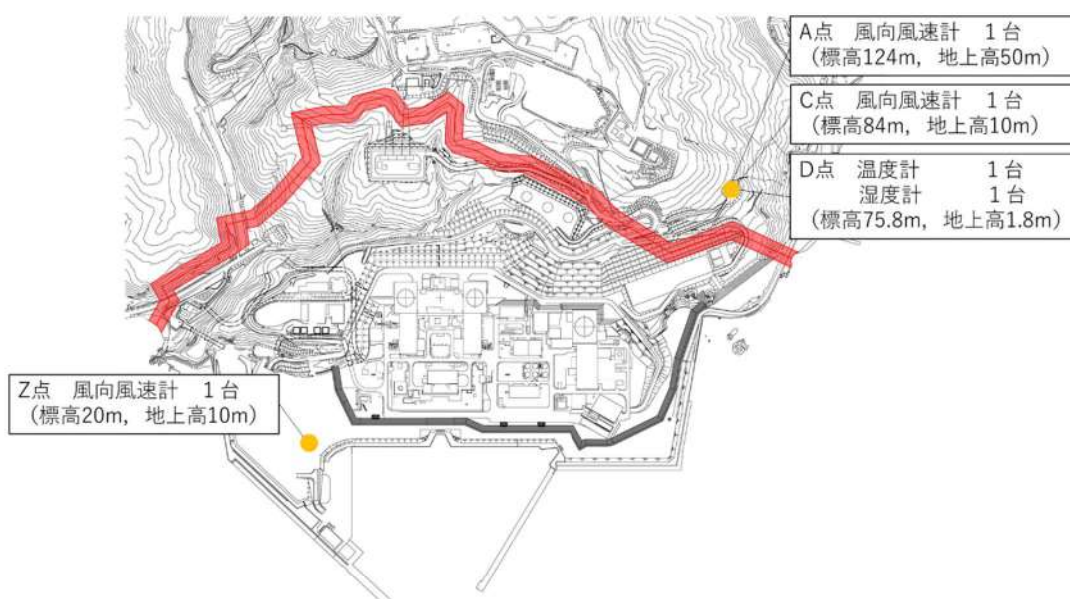 A点　風向風速計　1台
(標高124m，地上高50m)
C点　風向風速計　1台
(標高84m，地上高10m)
D点　温度計　　　1台
湿度計　　　1台
(標高75.8m，地上高1.8m)
Z点　風向風速計　1台
(標高20m，地上高10m)